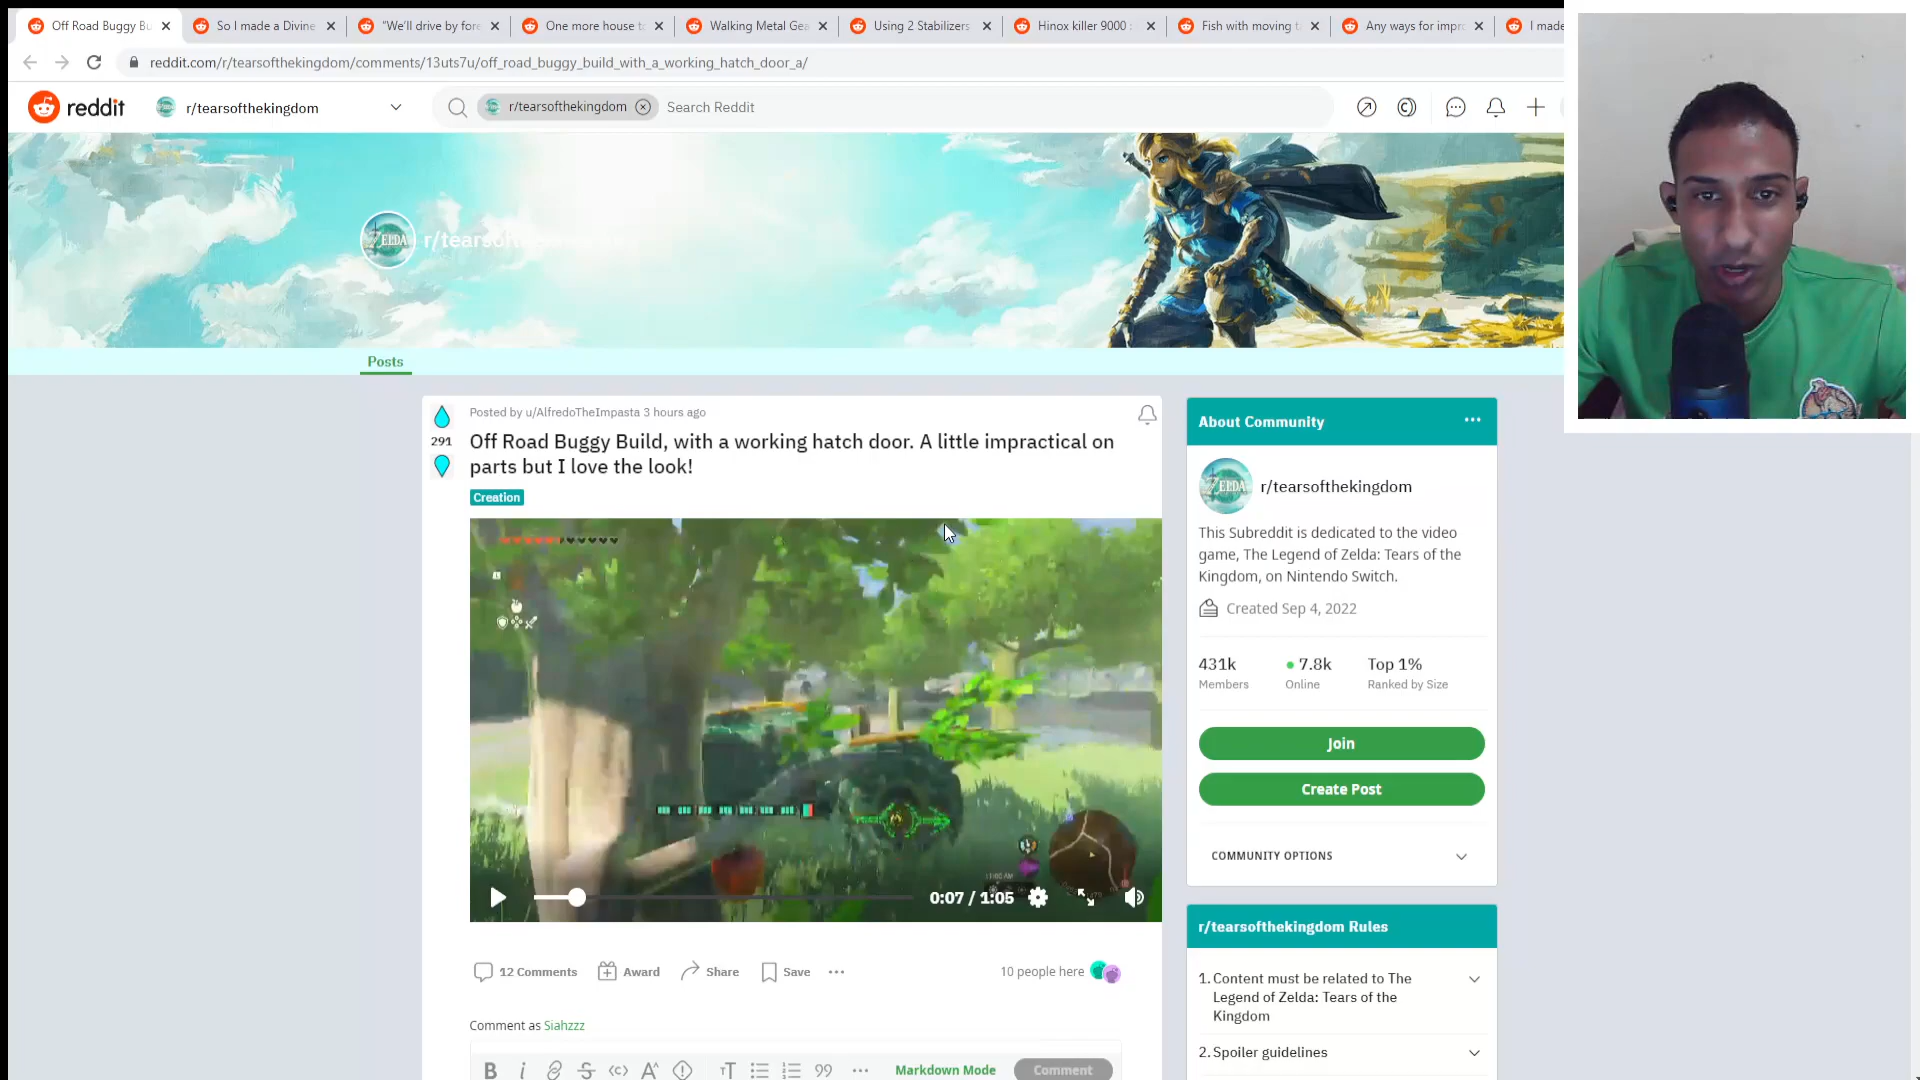 Off Road Buggy Bu
So I made a Divine
"We'll drive by fore
One more house to
Walking Metal Gea
Using 2 Stabilizers
Hinox killer 9000 :
Fish with moving ta
Any ways for impro
I made
reddit.com/r/tearsofthekingdom/comments/13uts7u/off_road_buggy_build_with_a_working_hatch_door_a/
reddit
r/tearsofthekingdom
r/tearsofthekingdom
Search Reddit
ZELDA
Posts
Posted by u/AlfredoTheImpasta 3 hours ago
291
Off Road Buggy Build, with a working hatch door. A little impractical on
parts but I love the look!
Creation
0:07 / 1:05
12 Comments
Award
Share
Save
10 people here
Comment as Siahzzz
Markdown Mode
Comment
About Community
ZELDA
r/tearsofthekingdom
This Subreddit is dedicated to the video
game, The Legend of Zelda: Tears of the
Kingdom, on Nintendo Switch.
Created Sep 4, 2022
431k
Members
7.8k
Online
Top 1%
Ranked by Size
Join
Create Post
COMMUNITY OPTIONS
r/tearsofthekingdom Rules
1. Content must be related to The
Legend of Zelda: Tears of the
Kingdom
2. Spoiler guidelines